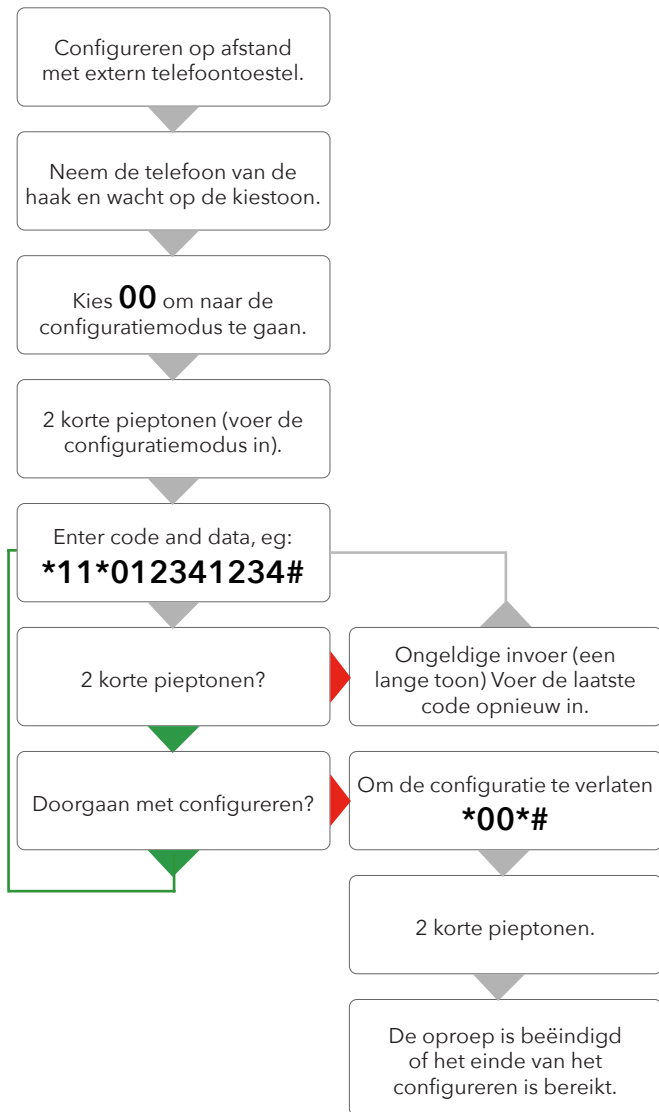 Configureren op afstand
met extern telefoontoestel.
Neem de telefoon van de
haak en wacht op de kiestoon.
Kies 00 om naar de
configuratiemodus te gaan.
2 korte pieptonen (voer de
configuratiemodus in).
Enter code and data, eg:
*11*012341234#
2 korte pieptonen?
Ongeldige invoer (een
lange toon) Voer de laatste
code opnieuw in.
Doorgaan met configureren?
Om de configuratie te verlaten
*00*#
2 korte pieptonen.
De oproep is beëindigd
of het einde van het
configureren is bereikt.